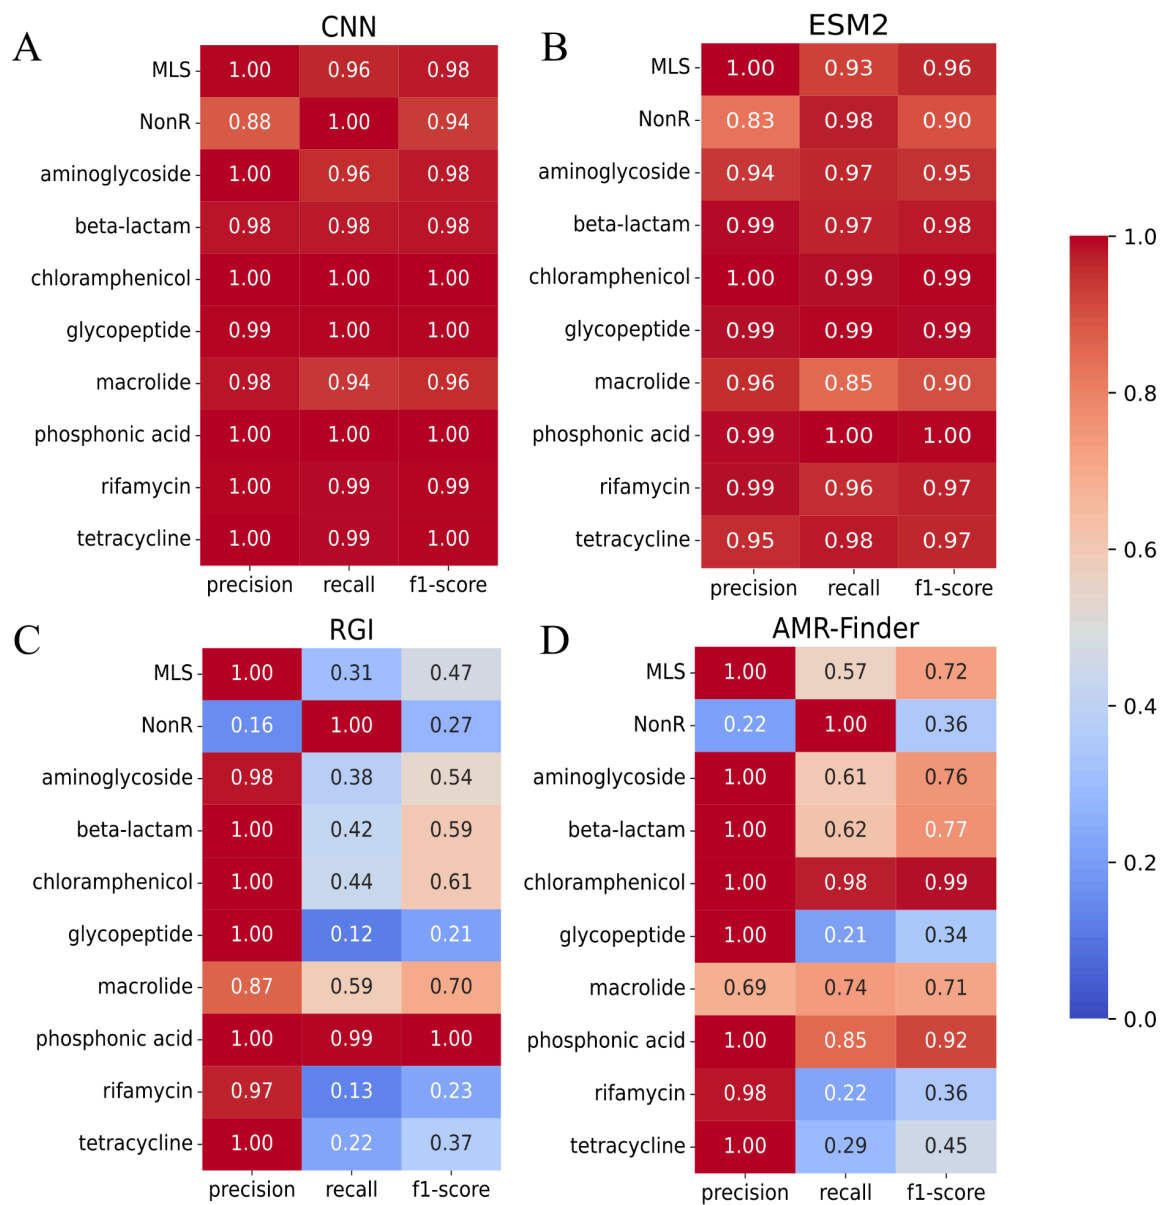 A
CNN
MLS 1.00 0.96 0.98
NonR 0.88 1.00 0.94
aminoglycoside 1.00 0.96 0.98
beta-lactam 0.98 0.98 0.98
chloramphenicol 1.00 1.00 1.00
glycopeptide 0.99 1.00 1.00
macrolide 0.98 0.94 0.96
phosphonic acid 1.00 1.00 1.00
rifamycin 1.00 0.99 0.99
tetracycline 1.00 0.99 1.00
precision recall f1-score
B
ESM2
MLS 1.00 0.93 0.96
NonR 0.83 0.98 0.90
aminoglycoside 0.94 0.97 0.95
beta-lactam 0.99 0.97 0.98
chloramphenicol 1.00 0.99 0.99
glycopeptide 0.99 0.99 0.99
macrolide 0.96 0.85 0.90
phosphonic acid 0.99 1.00 1.00
rifamycin 0.99 0.96 0.97
tetracycline 0.95 0.98 0.97
precision recall f1-score
C
RGI
MLS 1.00 0.31 0.47
NonR 0.16 1.00 0.27
aminoglycoside 0.98 0.38 0.54
beta-lactam 1.00 0.42 0.59
chloramphenicol 1.00 0.44 0.61
glycopeptide 1.00 0.12 0.21
macrolide 0.87 0.59 0.70
phosphonic acid 1.00 0.99 1.00
rifamycin 0.97 0.13 0.23
tetracycline 1.00 0.22 0.37
precision recall f1-score
D
AMR-Finder
MLS 1.00 0.57 0.72
NonR 0.22 1.00 0.36
aminoglycoside 1.00 0.61 0.76
beta-lactam 1.00 0.62 0.77
chloramphenicol 1.00 0.98 0.99
glycopeptide 1.00 0.21 0.34
macrolide 0.69 0.74 0.71
phosphonic acid 1.00 0.85 0.92
rifamycin 0.98 0.22 0.36
tetracycline 1.00 0.29 0.45
precision recall f1-score
1.0
0.8
0.6
0.4
0.2
0.0